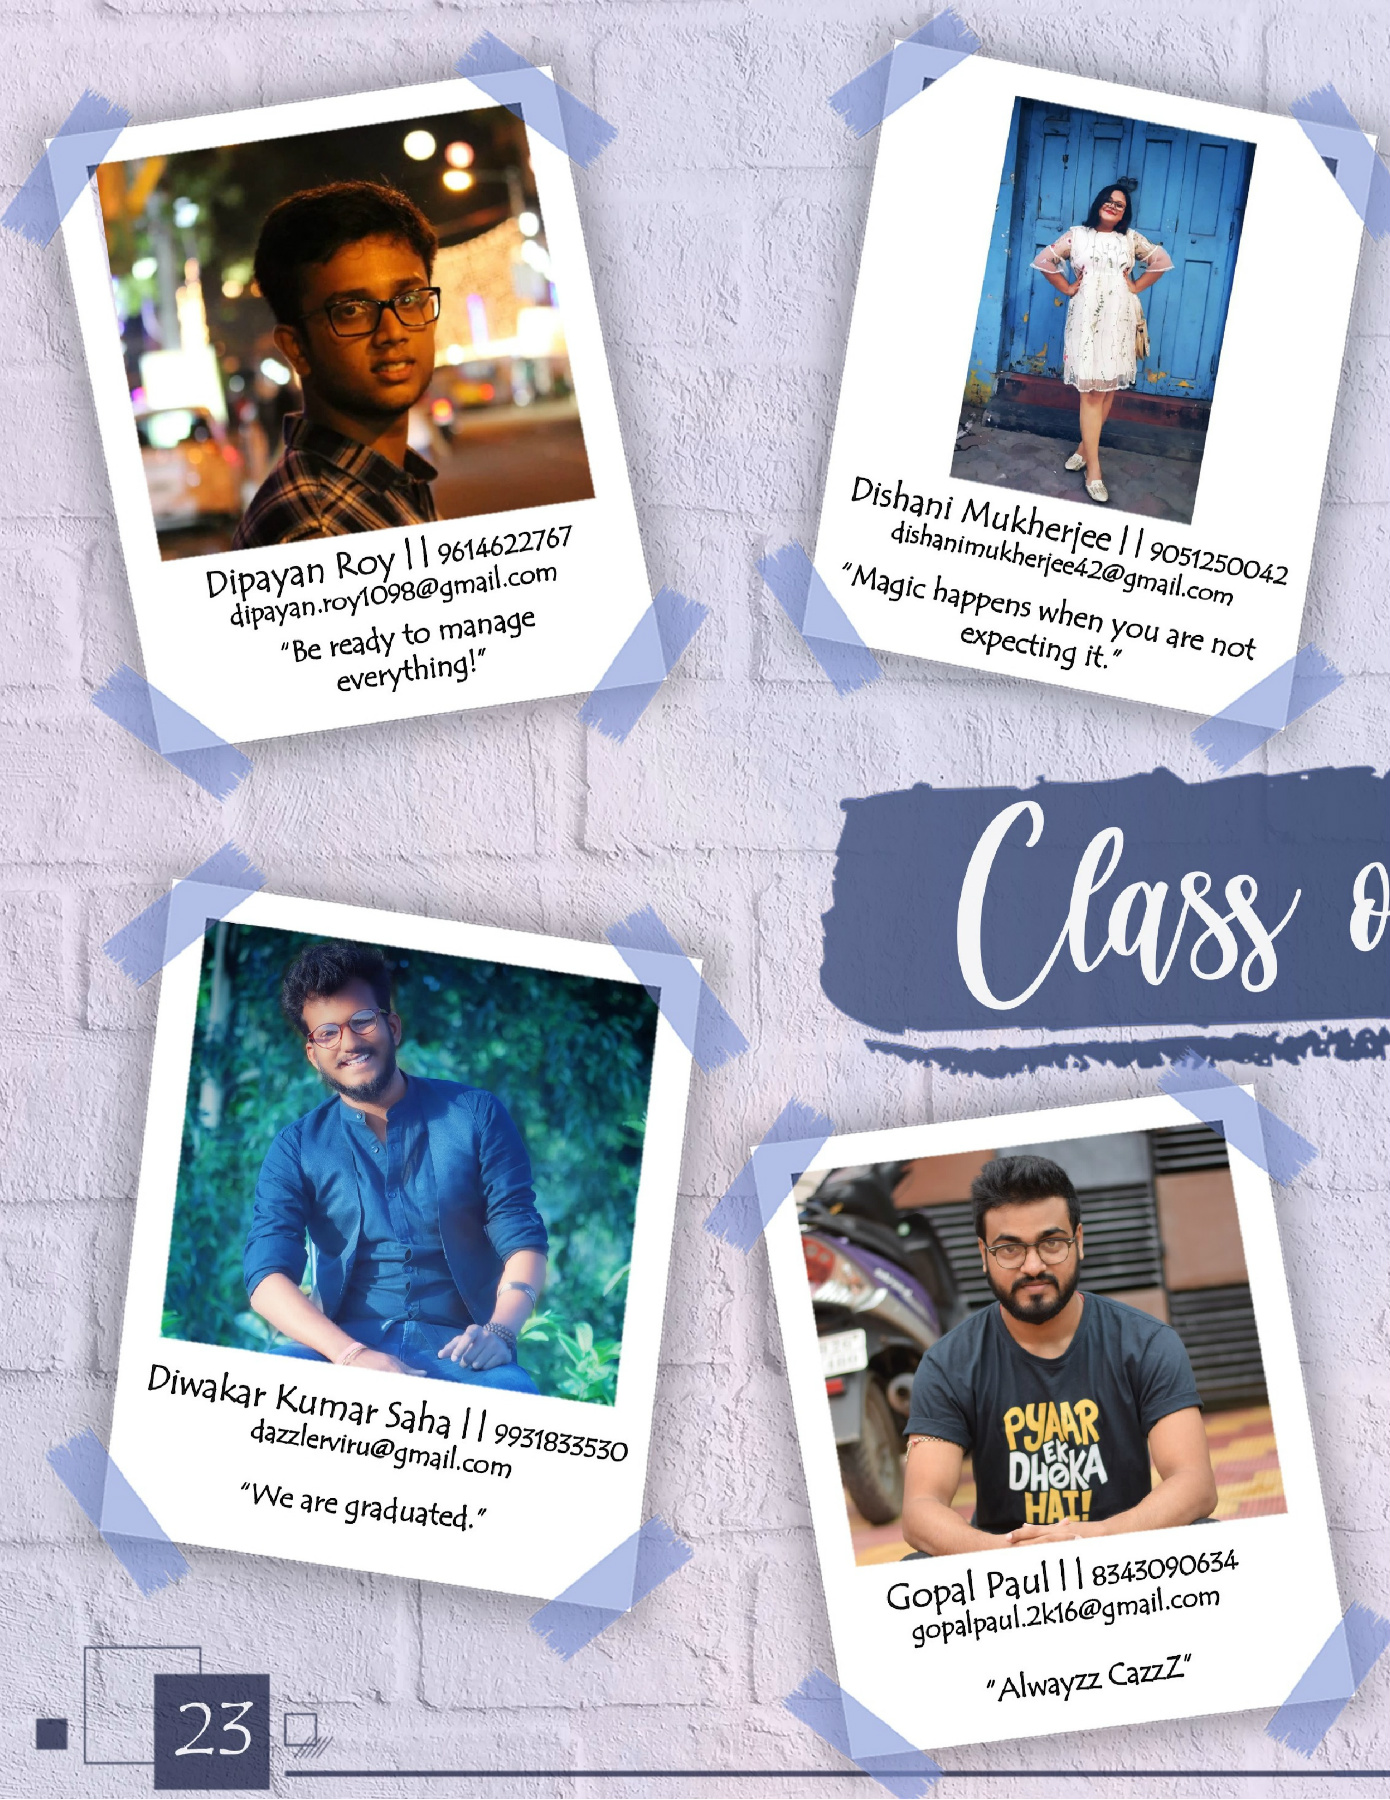 Dipayan Roy || 9614622767
dipayan.roy1098@gmail.com
"Be ready to manage
everything!"
Dishani Mukherjee || 9051250042
dishanimukherjee42@gmail.com
"Magic happens when you are not
expecting it."
Class o
Diwakar Kumar Saha || 9931833530
dazzlerviru@gmail.com
"We are graduated."
PYAAR
EK
DHOKA
HAI!
Gopal Paul || 8343090634
gopalpaul.2k16@gmail.com
"Alwayzz CazzZ"
23